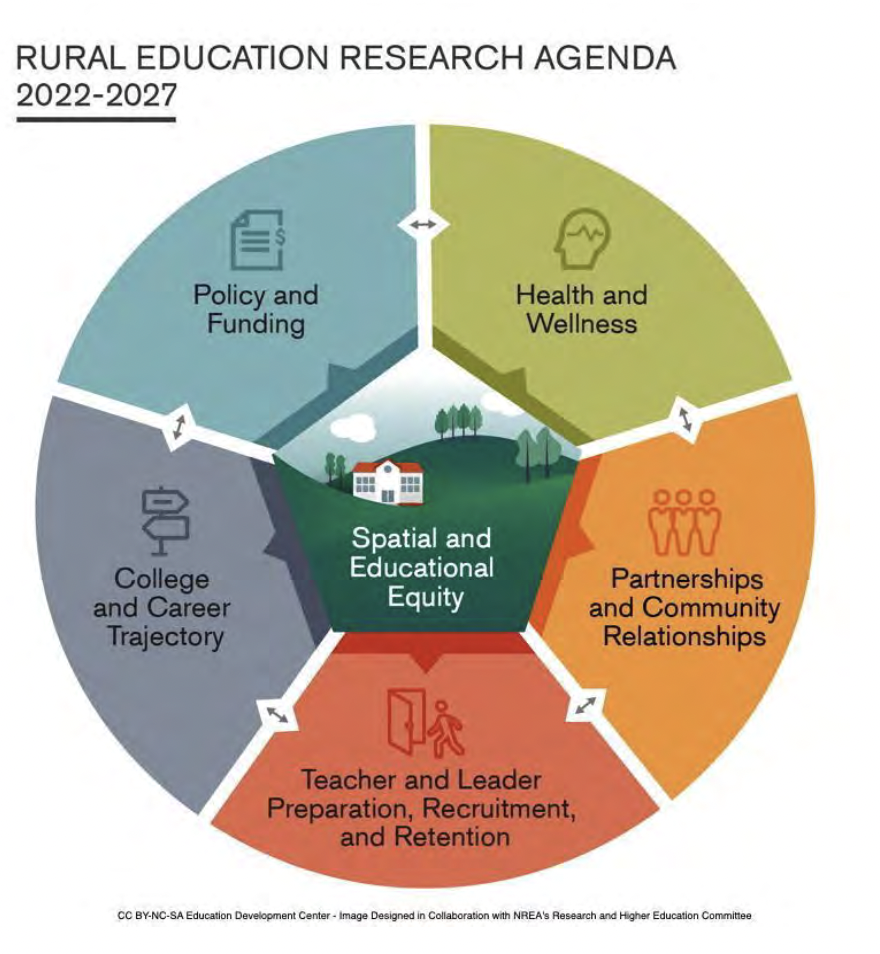 RURAL EDUCATION RESEARCH AGENDA
2022-2027
Policy and
Funding
$
Health and
Wellness
Spatial and
Educational
Equity
College
and Career
Trajectory
Partnerships
and Community
Relationships
Teacher and Leader
Preparation, Recruitment,
and Retention
CC BY-NC-SA Education Development Center - Image Designed in Collaboration with NREA's Research and Higher Education Committee